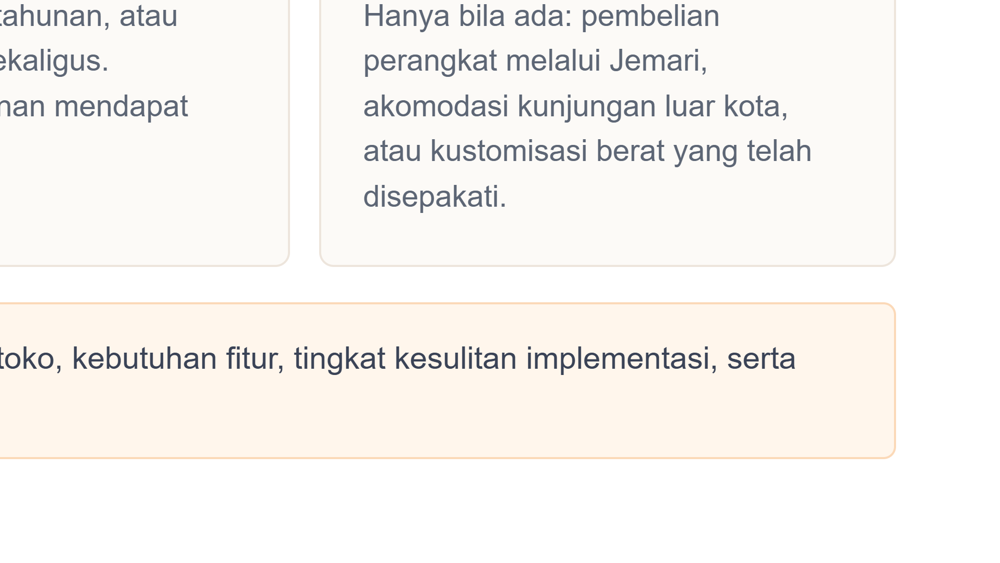 tahunan, atau
ekaligus.
mendapat
Hanya bila ada: pembelian
perangkat melalui Jemari,
akomodasi kunjungan luar kota,
atau kustomisasi berat yang telah
disepakati.
toko, kebutuhan fitur, tingkat kesulitan implementasi, serta